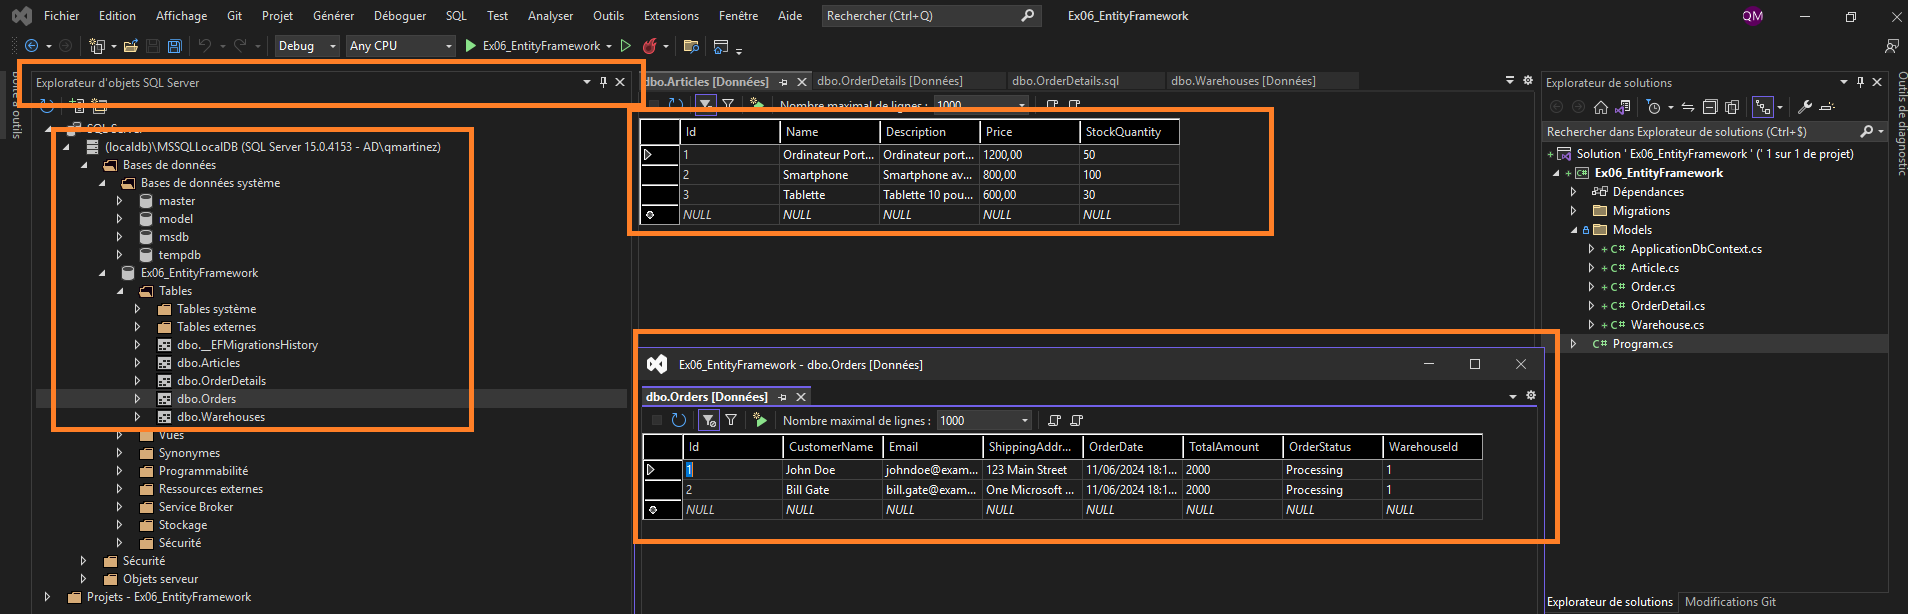 Fichier Edition Affichage Git Projet Générer Déboguer SQL Test Analyser Outils Extensions Fenêtre Aide Rechercher (Ctrl+Q) Ex06_EntityFramework QM
Debug Any CPU Ex06_EntityFramework
Explorateur d'objets SQL Server
SQL Server
(localdb)\MSSQLLocalDB (SQL Server 15.0.4153 - AD\qmartinez)
Bases de données
Bases de données système
master
model
msdb
tempdb
Ex06_EntityFramework
Tables
Tables système
Tables externes
dbo.__EFMigrationsHistory
dbo.Articles
dbo.OrderDetails
dbo.Orders
dbo.Warehouses
Vues
Synonymes
Programmabilité
Ressources externes
Service Broker
Stockage
Sécurité
Sécurité
Objets serveur
Projets - Ex06_EntityFramework
dbo.Articles [Données] dbo.OrderDetails [Données] dbo.OrderDetails.sql dbo.Warehouses [Données]
Nombre maximal de lignes : 1000
Id Name Description Price StockQuantity
1 Ordinateur Port... Ordinateur port... 1200,00 50
2 Smartphone Smartphone av... 800,00 100
3 Tablette Tablette 10 pou... 600,00 30
NULL NULL NULL NULL NULL
Ex06_EntityFramework - dbo.Orders [Données]
dbo.Orders [Données]
Nombre maximal de lignes : 1000
Id CustomerName Email ShippingAddr... OrderDate TotalAmount OrderStatus WarehouseId
1 John Doe johndoe@exam... 123 Main Street 11/06/2024 18:1... 2000 Processing 1
2 Bill Gate bill.gate@exam... One Microsoft ... 11/06/2024 18:1... 2000 Processing 1
NULL NULL NULL NULL NULL NULL NULL NULL
Explorateur de solutions
Rechercher dans Explorateur de solutions (Ctrl+$)
Solution ' Ex06_EntityFramework ' (' 1 sur 1 de projet)
Ex06_EntityFramework
Dépendances
Migrations
Models
C# ApplicationDbContext.cs
C# Article.cs
C# Order.cs
C# OrderDetail.cs
C# Warehouse.cs
C# Program.cs
Explorateur de solutions Modifications Git
Outils de diagnostic